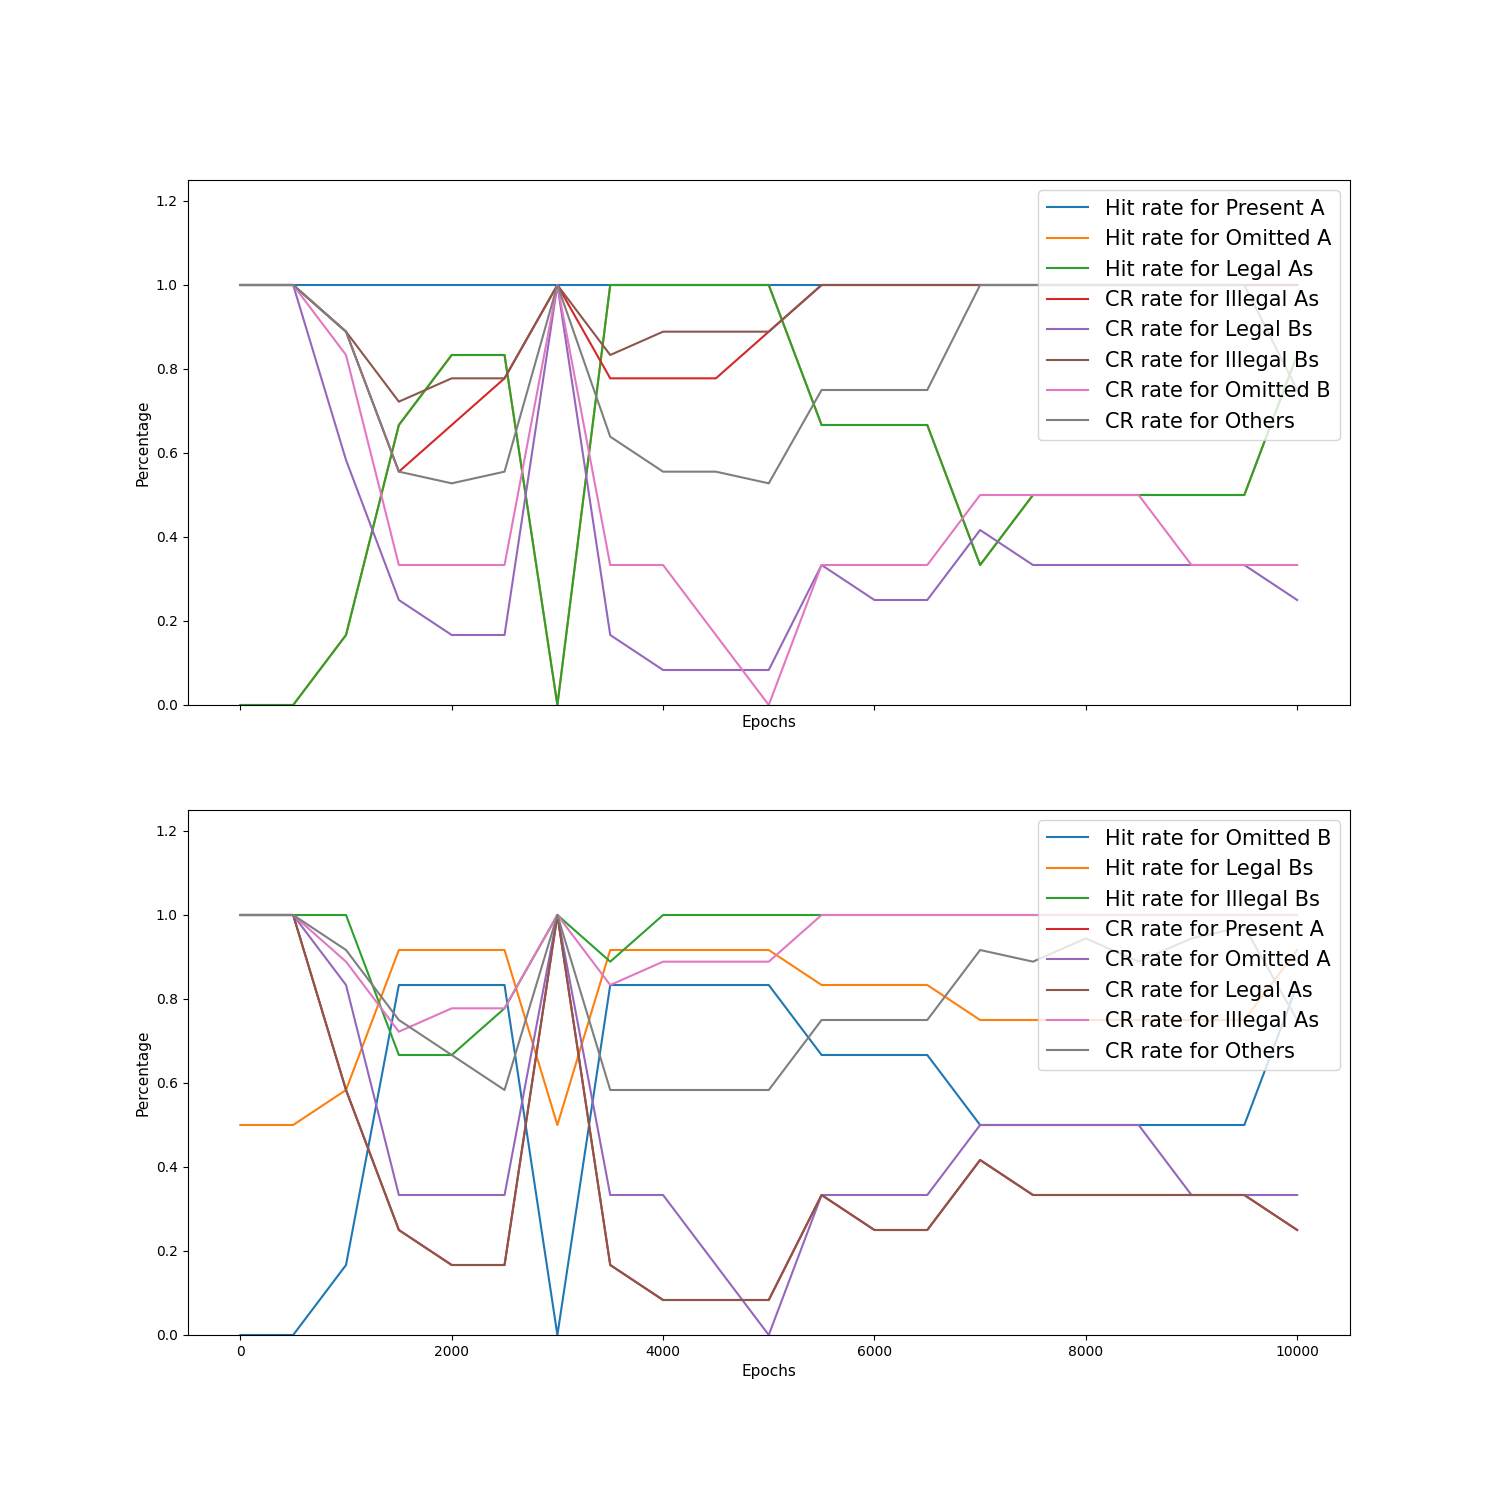 1.2
1.0
0.8
0.6
0.4
0.2
0.0
Percentage
Epochs
Hit rate for Present A
Hit rate for Omitted A
Hit rate for Legal As
CR rate for Illegal As
CR rate for Legal Bs
CR rate for Illegal Bs
CR rate for Omitted B
CR rate for Others
1.2
1.0
0.8
0.6
0.4
0.2
0.0
Percentage
0
2000
4000
6000
8000
10000
Epochs
Hit rate for Omitted B
Hit rate for Legal Bs
Hit rate for Illegal Bs
CR rate for Present A
CR rate for Omitted A
CR rate for Legal As
CR rate for Illegal As
CR rate for Others